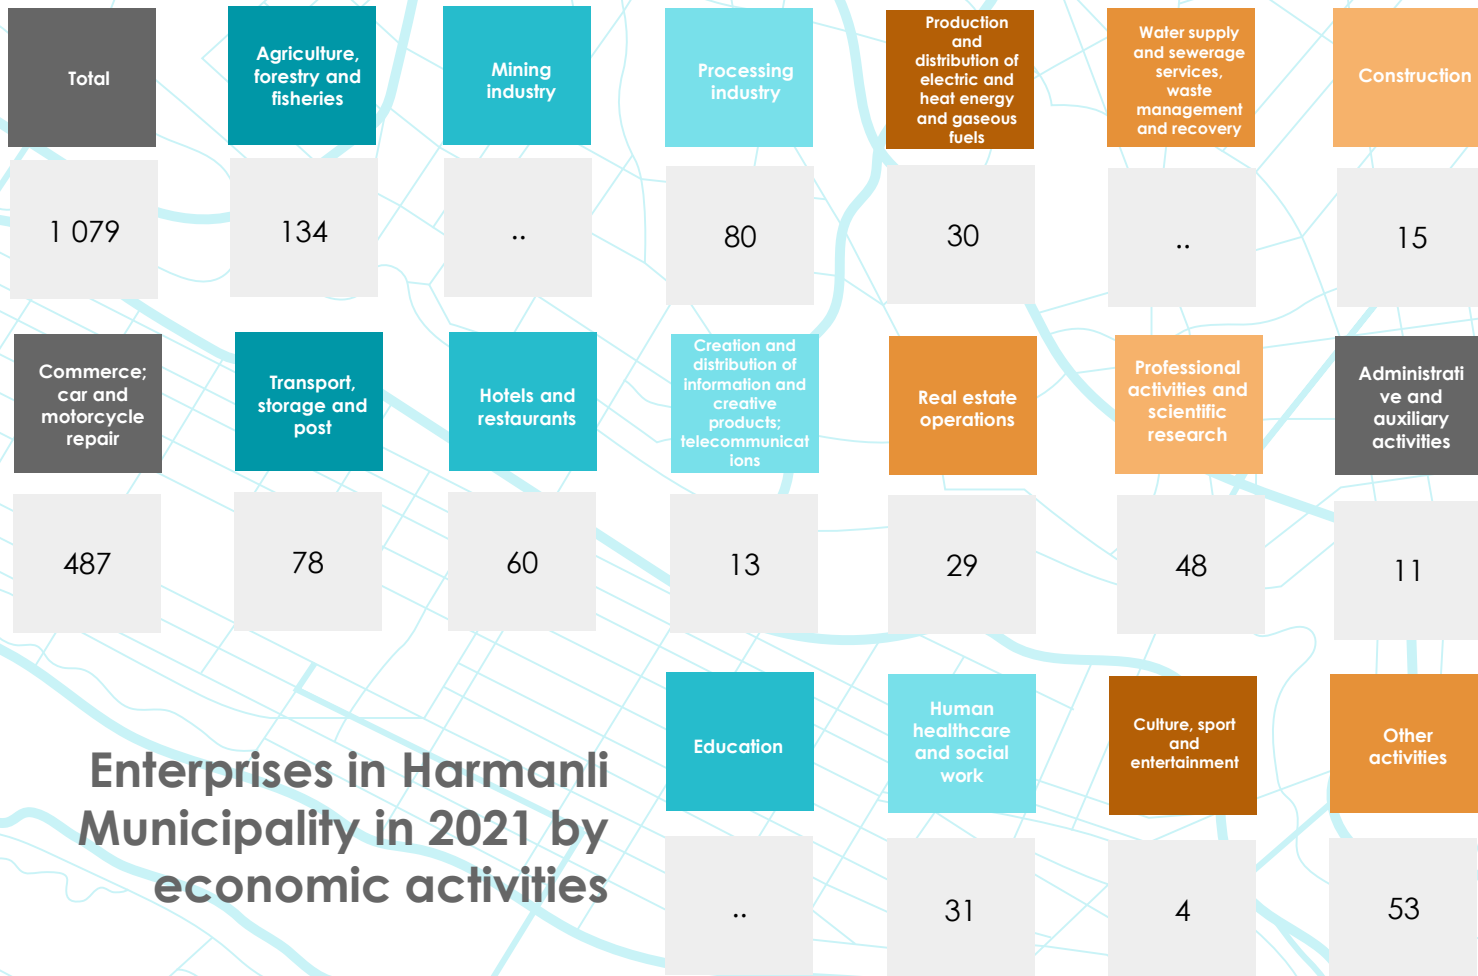 Total
Agriculture,
forestry and
fisheries
Mining
industry
Processing
industry
Production
and
distribution of
electric and
heat energy
and gaseous
fuels
Water supply
and sewerage
services,
waste
management
and recovery
Construction
1 079
134
..
80
30
..
15
Commerce;
car and
motorcycle
repair
Transport,
storage and
post
Hotels and
restaurants
Creation and
distribution of
information and
creative
products;
telecommunicat
ions
Real estate
operations
Professional
activities and
scientific
research
Administrati
ve and
auxiliary
activities
487
78
60
13
29
48
11
Education
Human
healthcare
and social
work
Culture, sport
and
entertainment
Other
activities
Enterprises in Harmanli
Municipality in 2021 by
economic activities
..
31
4
53